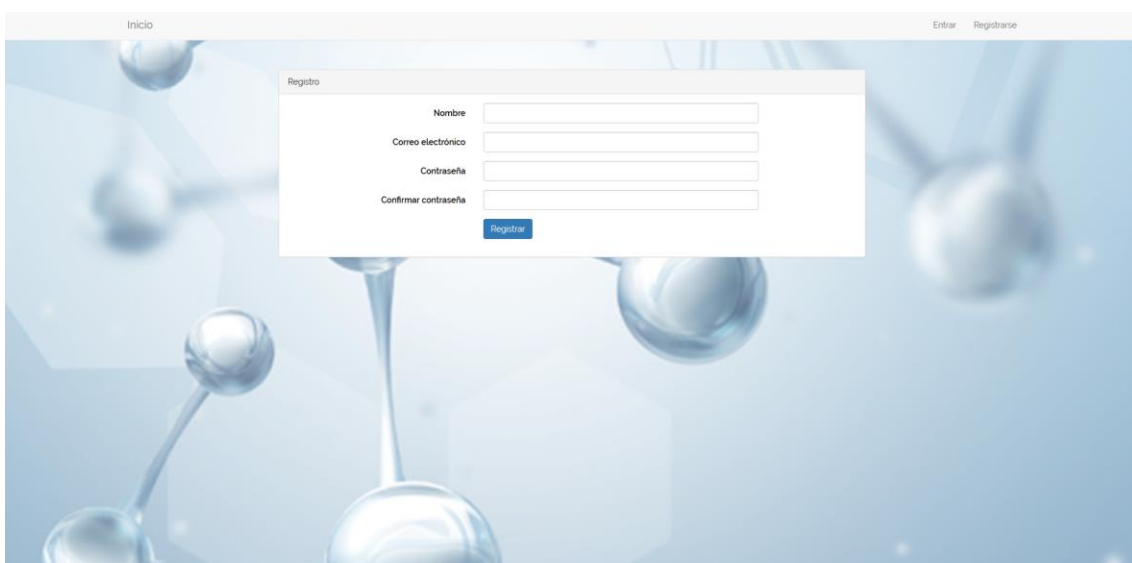 Inicio Entrar Registrarse
Registro
Nombre
Correo electrónico
Contraseña
Confirmar contraseña
Registrar